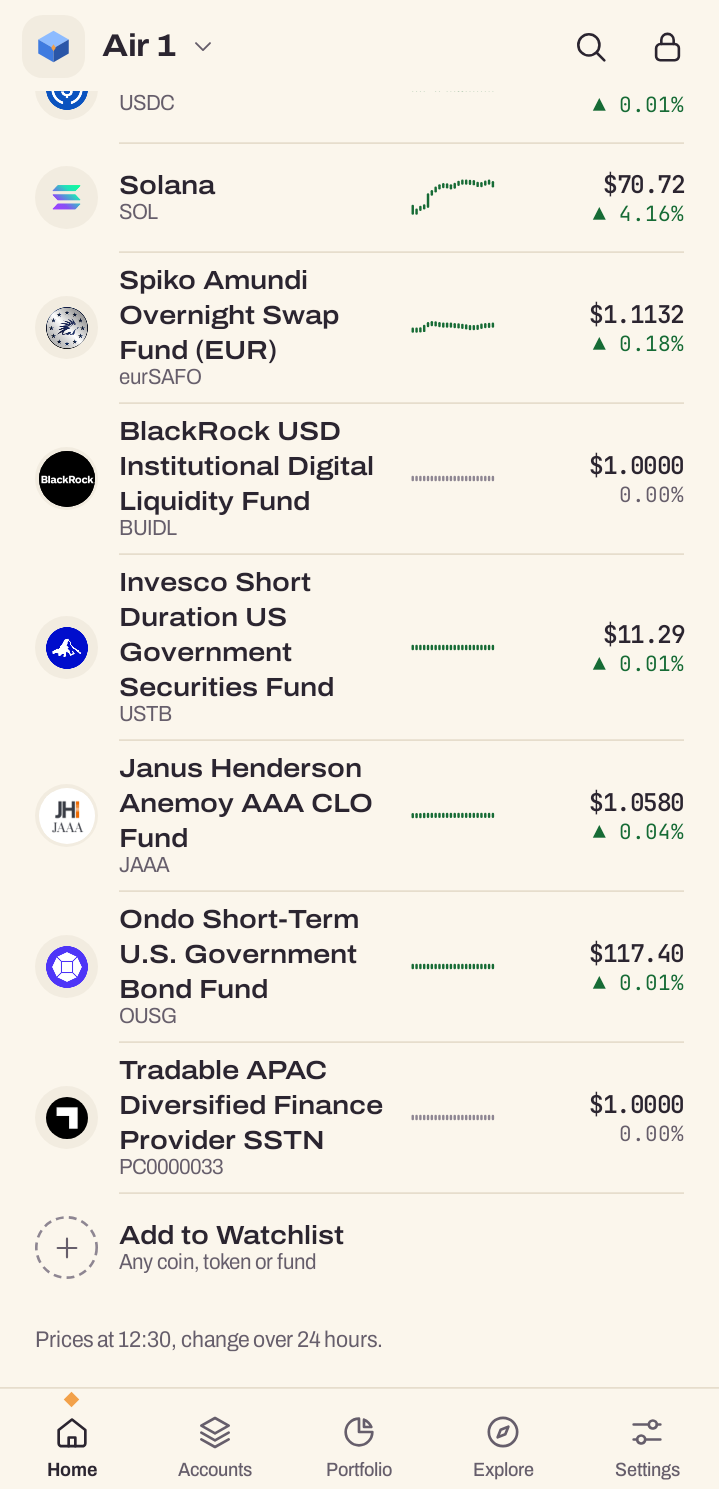 Air 1
USDC
▲ 0.01%
Solana
SOL
$70.72
▲ 4.16%
Spiko Amundi
Overnight Swap
Fund (EUR)
eurSAFO
$1.1132
▲ 0.18%
BlackRock
BlackRock USD
Institutional Digital
Liquidity Fund
BUIDL
$1.0000
0.00%
Invesco Short
Duration US
Government
Securities Fund
USTB
$11.29
▲ 0.01%
JHI
JAAA
Janus Henderson
Anemoy AAA CLO
Fund
JAAA
$1.0580
▲ 0.04%
Ondo Short-Term
U.S. Government
Bond Fund
OUSG
$117.40
▲ 0.01%
Tradable APAC
Diversified Finance
Provider SSTN
PC0000033
$1.0000
0.00%
Add to Watchlist
Any coin, token or fund
Prices at 12:30, change over 24 hours.
Home
Accounts
Portfolio
Explore
Settings